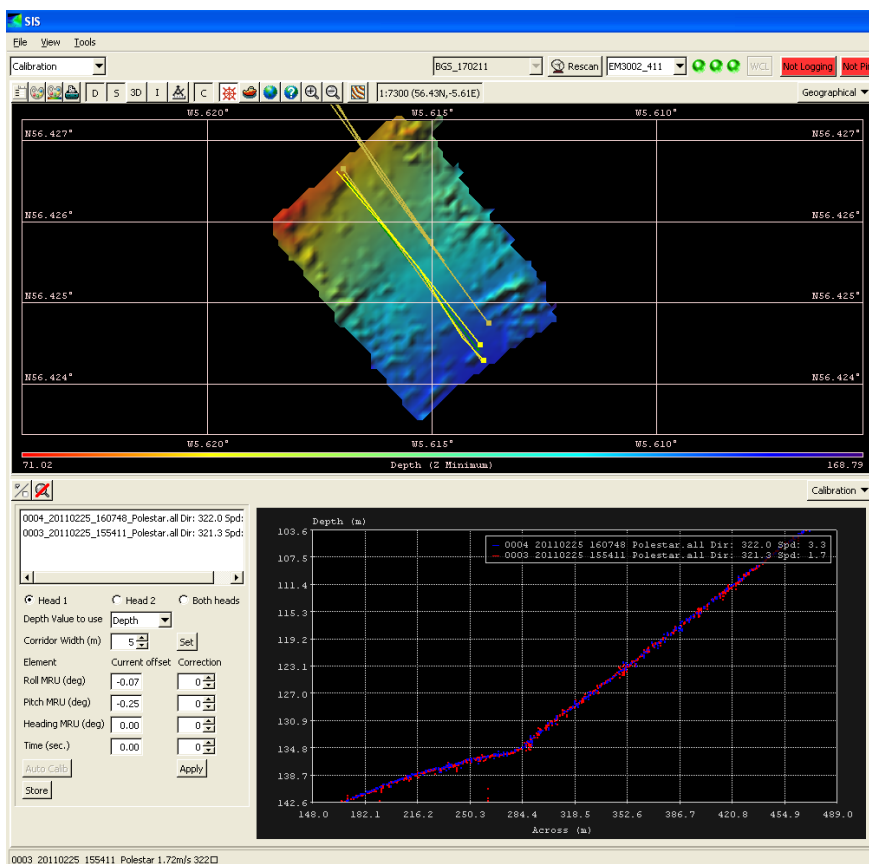 SIS
File View Tools
Calibration BGS_170211 Rescan EM3002_411 WCL Not Logging Not Pi
D S 3D I C 1:7300 (56.43N,-5.61E) Geographical
W5.620° W5.615° W5.610°
N56.427° N56.427°
N56.426° N56.426°
N56.425° N56.425°
N56.424° N56.424°
W5.620° W5.615° W5.610°
71.02 Depth (Z Minimum) 168.79
Calibration
0004_20110225_160748_Polestar.all Dir: 322.0 Spd:
0003_20110225_155411_Polestar.all Dir: 321.3 Spd:
Head 1 Head 2 Both heads
Depth Value to use Depth
Corridor Width (m) 5 Set
Element Current offset Correction
Roll MRU (deg) -0.07 0
Pitch MRU (deg) -0.25 0
Heading MRU (deg) 0.00 0
Time (sec.) 0.00 0
Auto Calib Apply
Store
Depth (m)
0004 20110225 160748 Polestar.all Dir: 322.0 Spd: 3.3
0003 20110225 155411 Polestar.all Dir: 321.3 Spd: 1.7
103.6
107.5
111.4
115.3
119.2
123.1
127.0
130.9
134.8
138.7
142.6
148.0 182.1 216.2 250.3 284.4 318.5 352.6 386.7 420.8 454.9 489.0
Across (m)
0003_20110225_155411_Polestar 1.72m/s 322□